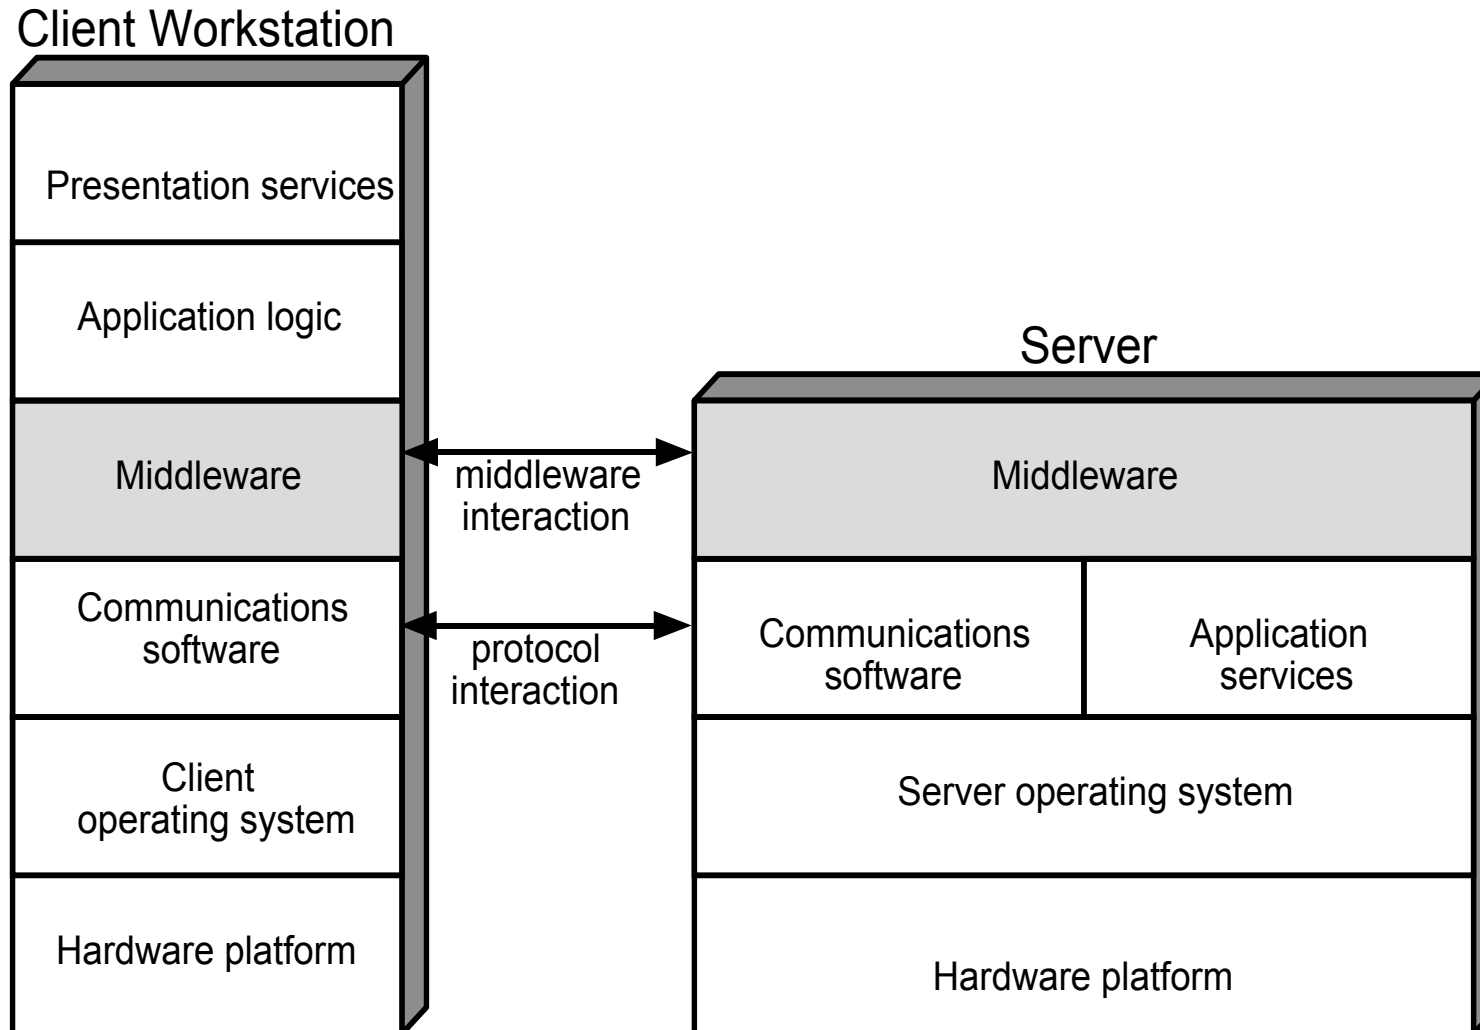 Client Workstation
Presentation services
Application logic
Middleware
Communications
software
Client
operating system
Hardware platform
middleware
interaction
protocol
interaction
Server
Middleware
Communications
software
Application
services
Server operating system
Hardware platform